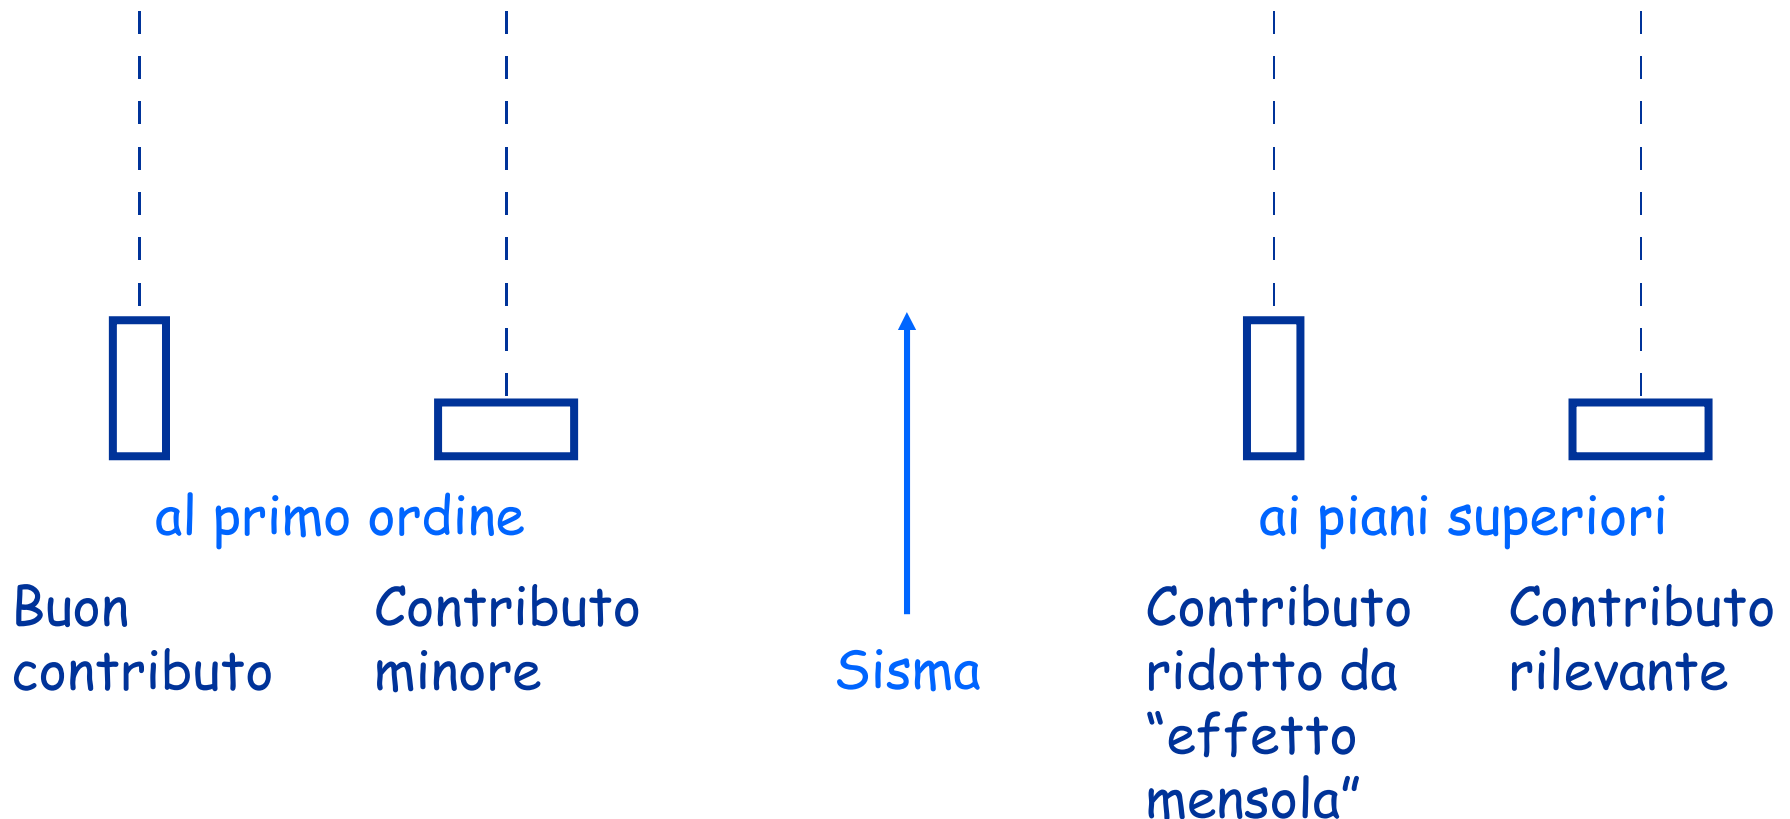 al primo ordine
ai piani superiori
Buon
contributo
Contributo
minore
Sisma
Contributo
ridotto da
“effetto
mensola”
Contributo
rilevante